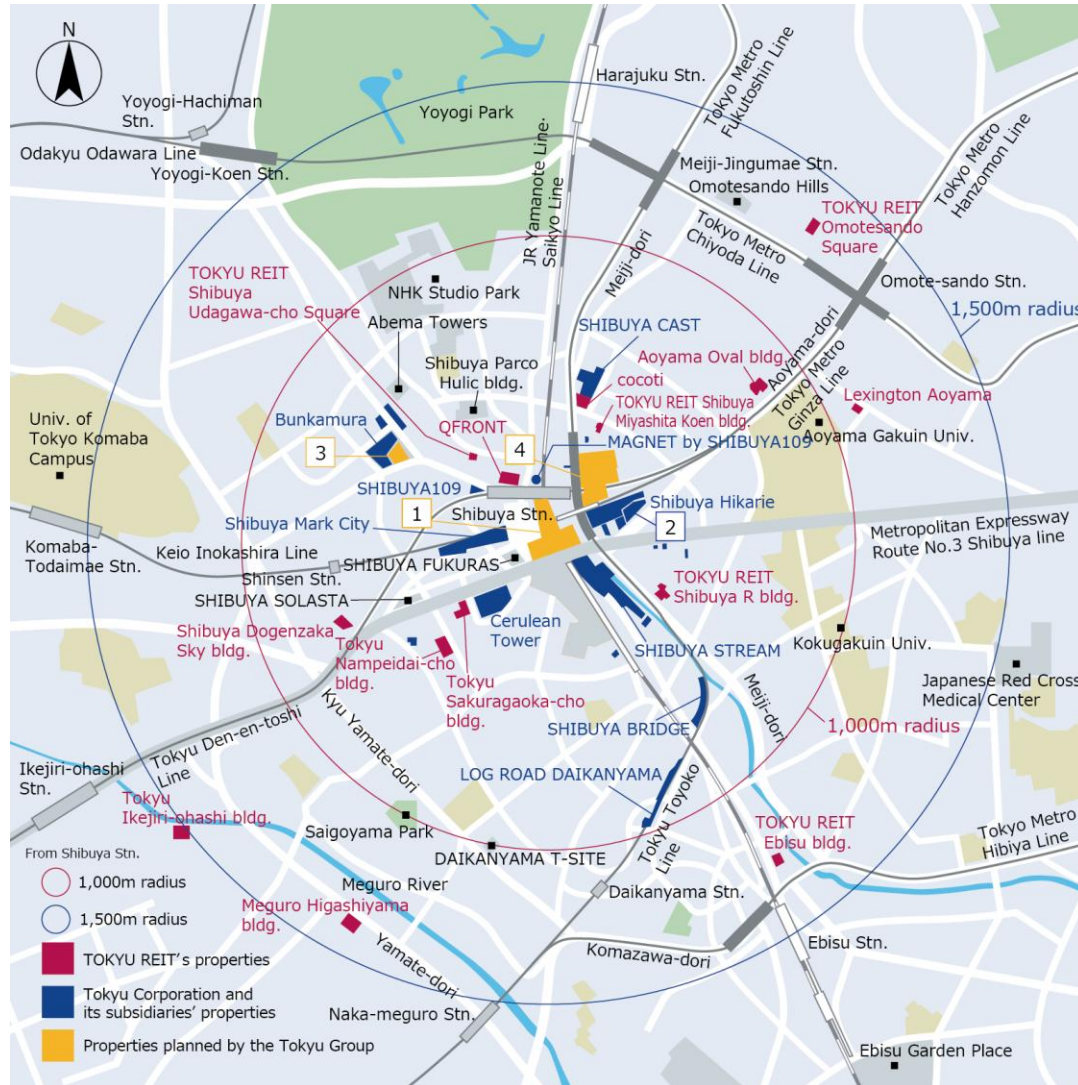 N
Yoyogi-Hachiman
Stn.
Odakyu Odawara Line
Yoyogi-Koen Stn.
Yoyogi Park
Harajuku Stn.
Tokyo Metro
Fukutoshin Line
JR Yamanote Line·
Saikyo Line
Meiji-dori
Meiji-Jingumae Stn.
Omotesando Hills
Tokyo Metro
Chiyoda Line
Tokyo Metro
Hanzomon Line
TOKYU REIT
Omotesando
Square
Omote-sando Stn.
1,500m radius
TOKYU REIT
Shibuya
Udagawa-cho Square
NHK Studio Park
Abema Towers
Shibuya Parco
Hulic bldg.
SHIBUYA CAST
Aoyama Oval bldg.
Aoyama-dori
Tokyo Metro
Ginza Line
cocoti
TOKYU REIT Shibuya
Miyashita Koen bldg.
Lexington Aoyama
Aoyama Gakuin Univ.
Univ. of
Tokyo Komaba
Campus
Bunkamura
3
QFRONT
4
MAGNET by SHIBUYA109
SHIBUYA109
1
Shibuya Stn.
Shibuya Hikarie
2
Shibuya Mark City
Metropolitan Expressway
Route No.3 Shibuya line
Komaba-
Todaimae Stn.
Keio Inokashira Line
Shinsen Stn.
SHIBUYA FUKURAS
SHIBUYA SOLASTA
TOKYU REIT
Shibuya R bldg.
Shibuya Dogenzaka
Sky bldg.
Tokyu
Nampeidai-cho
bldg.
Cerulean
Tower
Tokyu
Sakuragaoka-cho
bldg.
SHIBUYA STREAM
Kokugakuin Univ.
Japanese Red Cross
Medical Center
Meiji-dori
1,000m radius
SHIBUYA BRIDGE
Kyu Yamate-dori
Tokyu Den-en-toshi
Line
Ikejiri-ohashi
Stn.
LOG ROAD DAIKANYAMA
Tokyu
Ikejiri-ohashi bldg.
Saigoyama Park
DAIKANYAMA T-SITE
Tokyu Toyoko
Line
TOKYU REIT
Ebisu bldg.
Tokyo Metro
Hibiya Line
From Shibuya Stn.
1,000m radius
1,500m radius
Meguro River
Daikanyama Stn.
Meguro Higashiyama
bldg.
Yamate-dori
Komazawa-dori
Ebisu Stn.
TOKYU REIT's properties
Tokyu Corporation and
its subsidiaries' properties
Properties planned by the Tokyu Group
Naka-meguro Stn.
Ebisu Garden Place